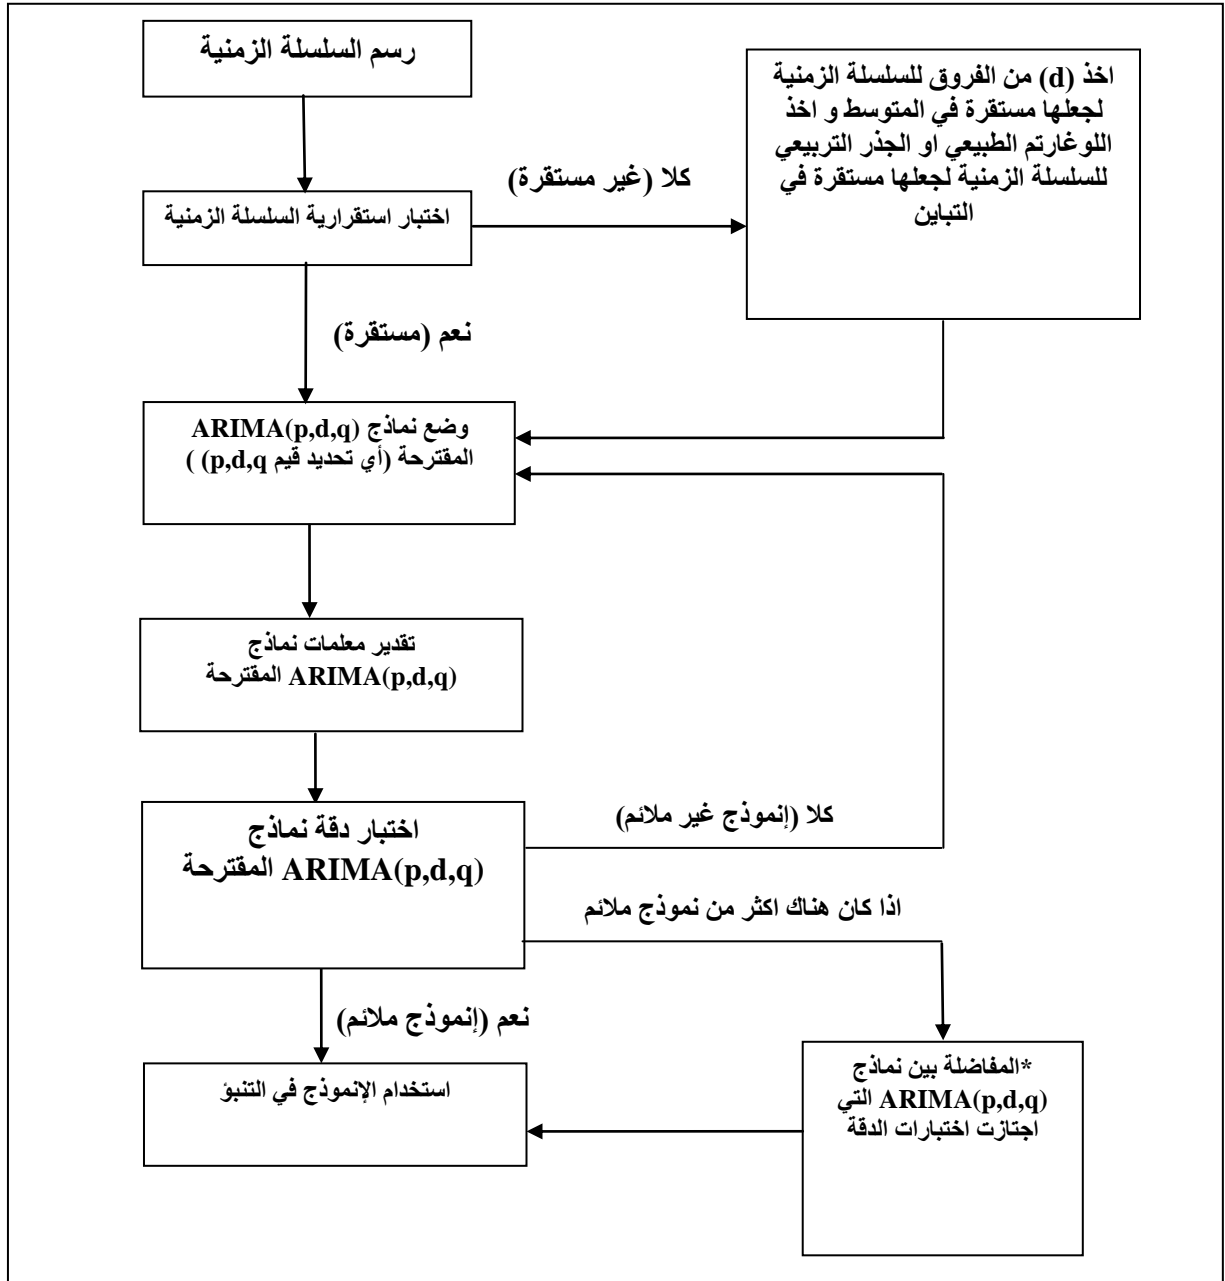 رسم السلسلة الزمنية
اخذ (d) من الفروق للسلسلة الزمنية
لجعلها مستقرة في المتوسط و اخذ
اللوغارتم الطبيعي او الجذر التربيعي
للسلسلة الزمنية لجعلها مستقرة في
التباين
كلا (غير مستقرة)
اختبار استقرارية السلسلة الزمنية
نعم (مستقرة)
وضع نماذج ARIMA(p,d,q)
المقترحة (أي تحديد قيم p,d,q) )
تقدير معلمات نماذج
ARIMA(p,d,q) المقترحة
كلا (إنموذج غير ملائم)
اختبار دقة نماذج
ARIMA(p,d,q) المقترحة
اذا كان هناك اكثر من نموذج ملائم
نعم (إنموذج ملائم)
*المفاضلة بين نماذج
ARIMA(p,d,q) التي
اجتازت اختبارات الدقة
استخدام الإنموذج في التنبؤ